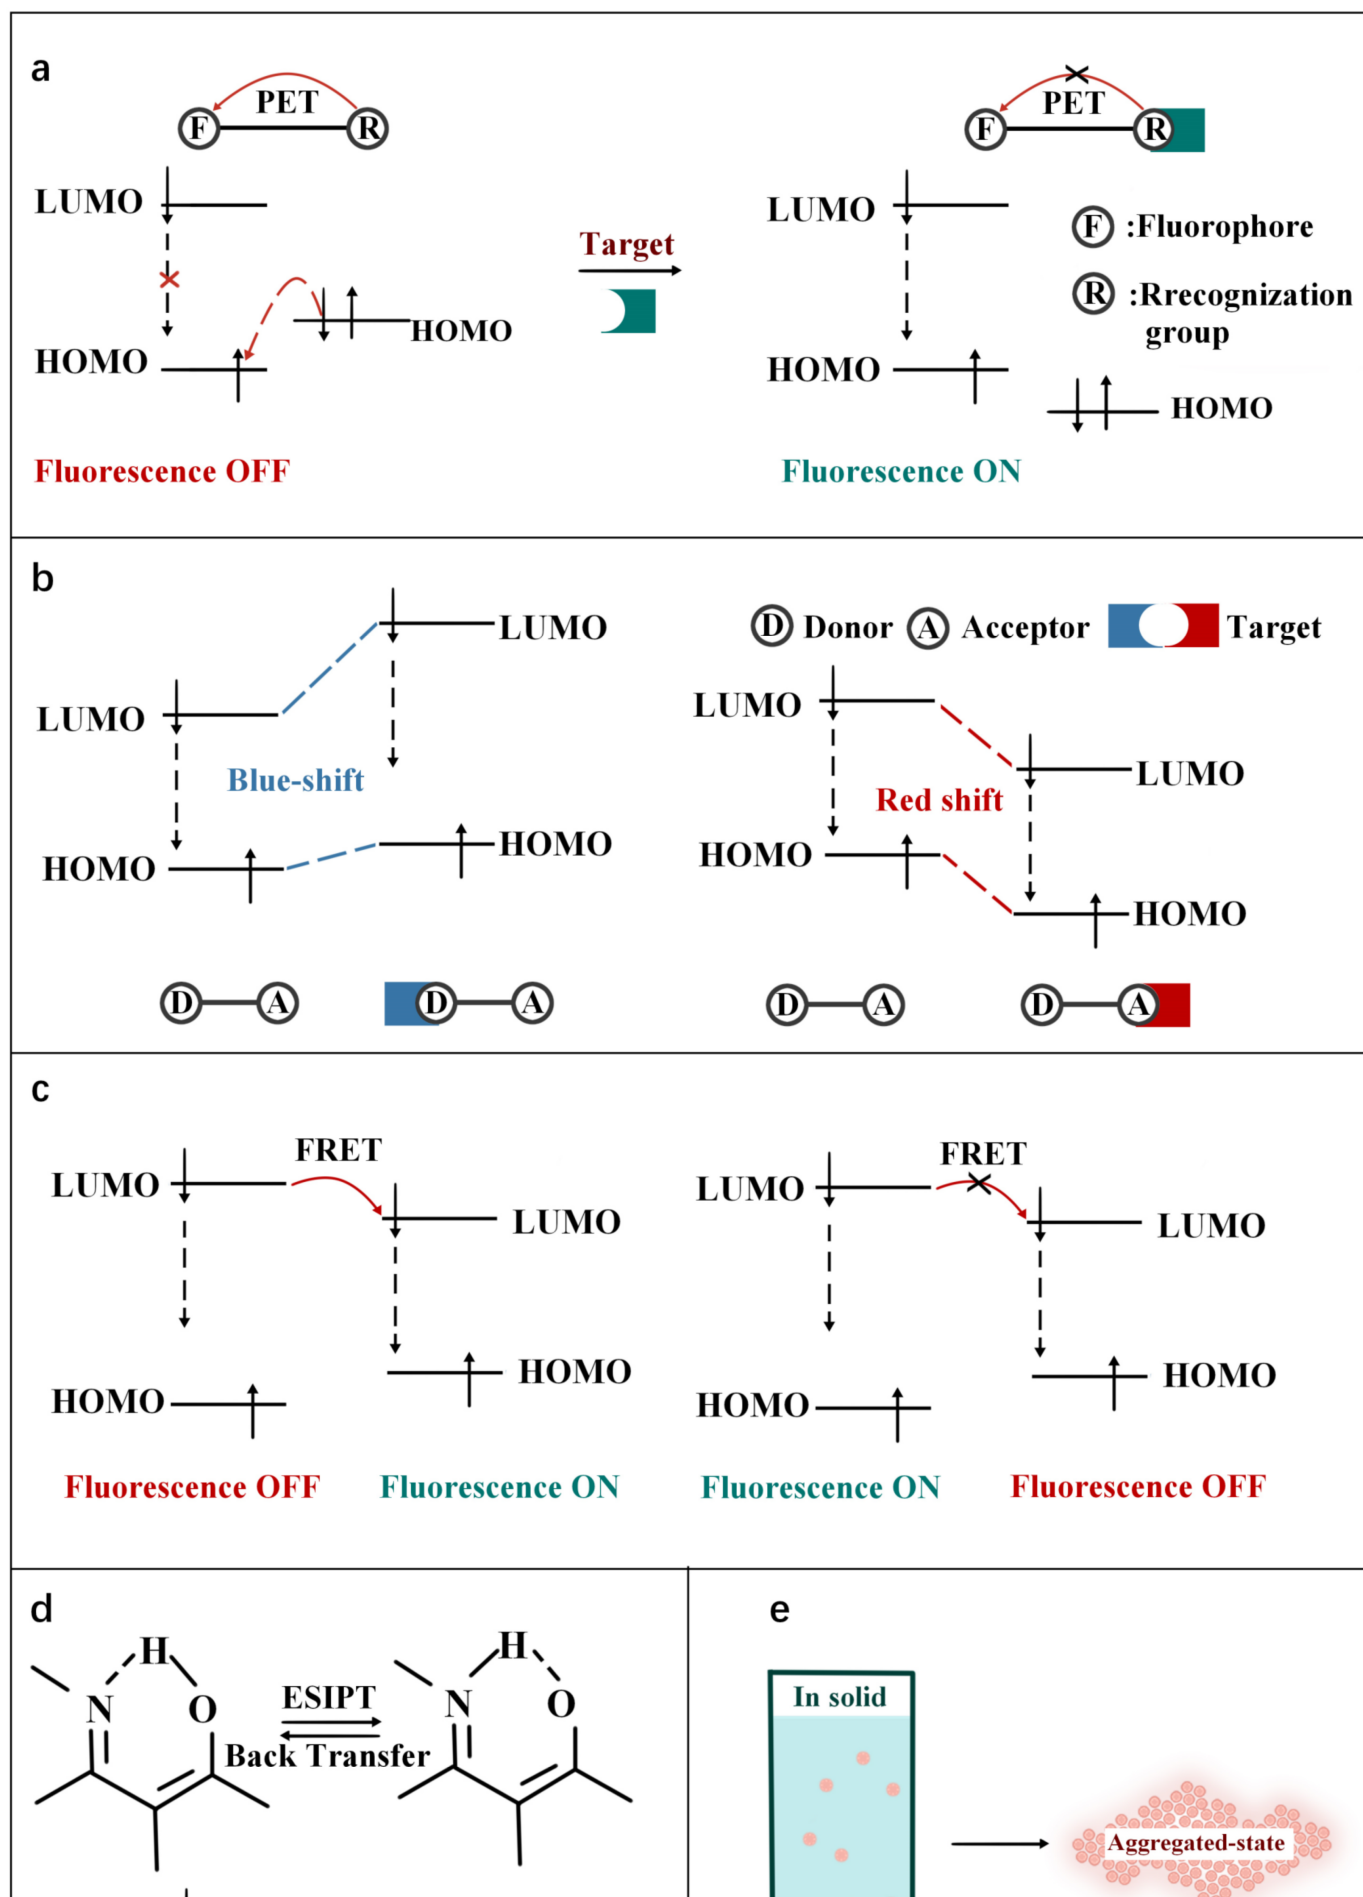 a
PET
F R
LUMO
HOMO
HOMO
Fluorescence OFF
Target
PET
F R
LUMO
HOMO
HOMO
F :Fluorophore
R :Rrecognization
group
Fluorescence ON
b
LUMO
LUMO
Blue-shift
HOMO
HOMO
D A
D A
D Donor A Acceptor Target
LUMO
LUMO
Red shift
HOMO
HOMO
D A
D A
c
FRET
LUMO
LUMO
HOMO
HOMO
Fluorescence OFF Fluorescence ON
FRET
LUMO
LUMO
HOMO
HOMO
Fluorescence ON Fluorescence OFF
d
H
N O
ESIPT
Back Transfer
H
N O
e
In solid
Aggregated-state